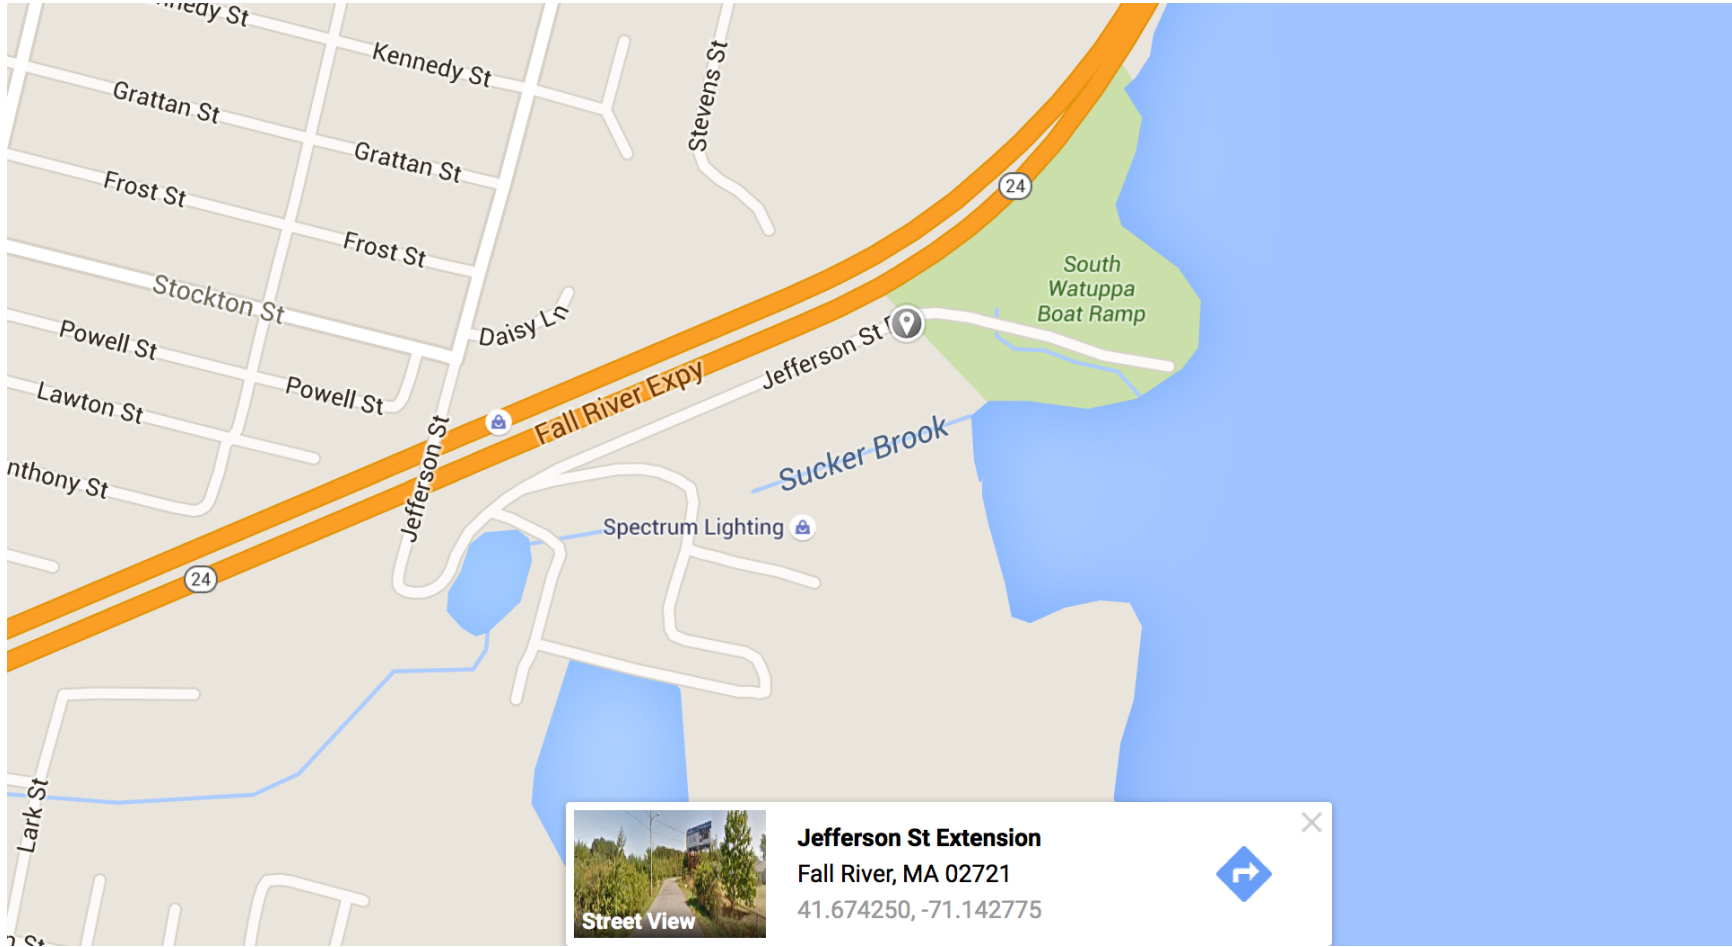 nnedy St
Kennedy St
Stevens St
Grattan St
Grattan St
24
Frost St
Frost St
South
Watuppa
Boat Ramp
Stockton St
Daisy Ln
Powell St
Jefferson St
Powell St
Fall River Expy
Lawton St
Jefferson St
Sucker Brook
nthony St
Spectrum Lighting
24
Lark St
Jefferson St Extension
Fall River, MA 02721
41.674250, -71.142775
Street View